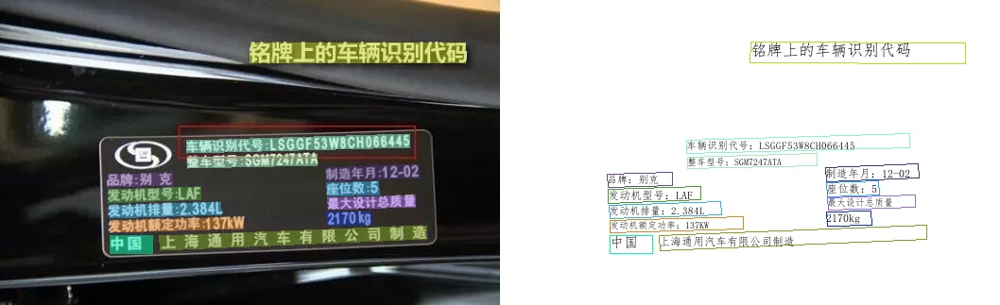 铭牌上的车辆识别代码
车辆识别代号:LSGGF53W8CH066445
整车型号:SGM7247ATA
品牌:别克 制造年月:12-02
发动机型号:LAF 座位数:5
发动机排量:2.384L 最大设计总质量
发动机额定功率:137kW 2170kg
中国 上海通用汽车有限公司制造
铭牌上的车辆识别代码
车辆识别代号：LSGGF53W8CH066445
整车型号：SGM7247ATA
品牌：别克 制造年月：12-02
发动机型号：LAF 座位数：5
发动机排量：2.384L 最大设计总质量
发动机额定功率：137KW 2170kg
中国 上海通用汽车有限公司制造